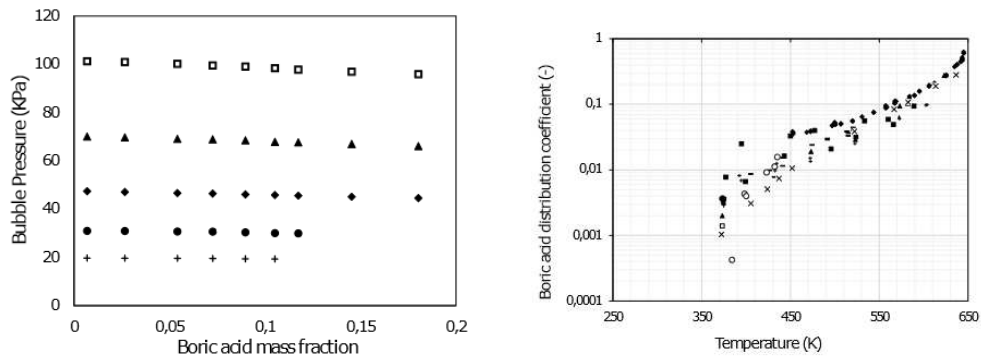 120
100
80
60
40
20
0
Bubble Pressure (KPa)
0 0,05 0,1 0,15 0,2
Boric acid mass fraction
1
0,1
0,01
0,001
0,0001
Boric acid distribution coefficient (-)
250 350 450 550 650
Temperature (K)